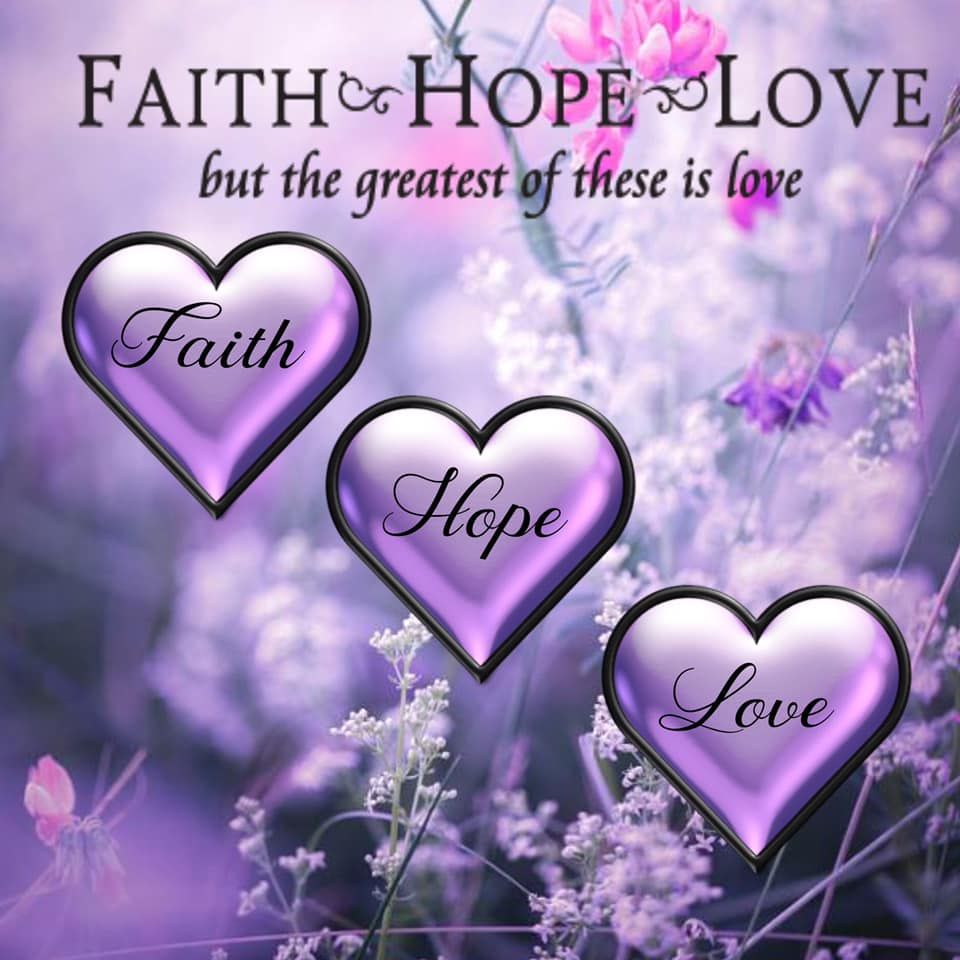 FAITH HOPE LOVE
but the greatest of these is love
Faith
Hope
Love